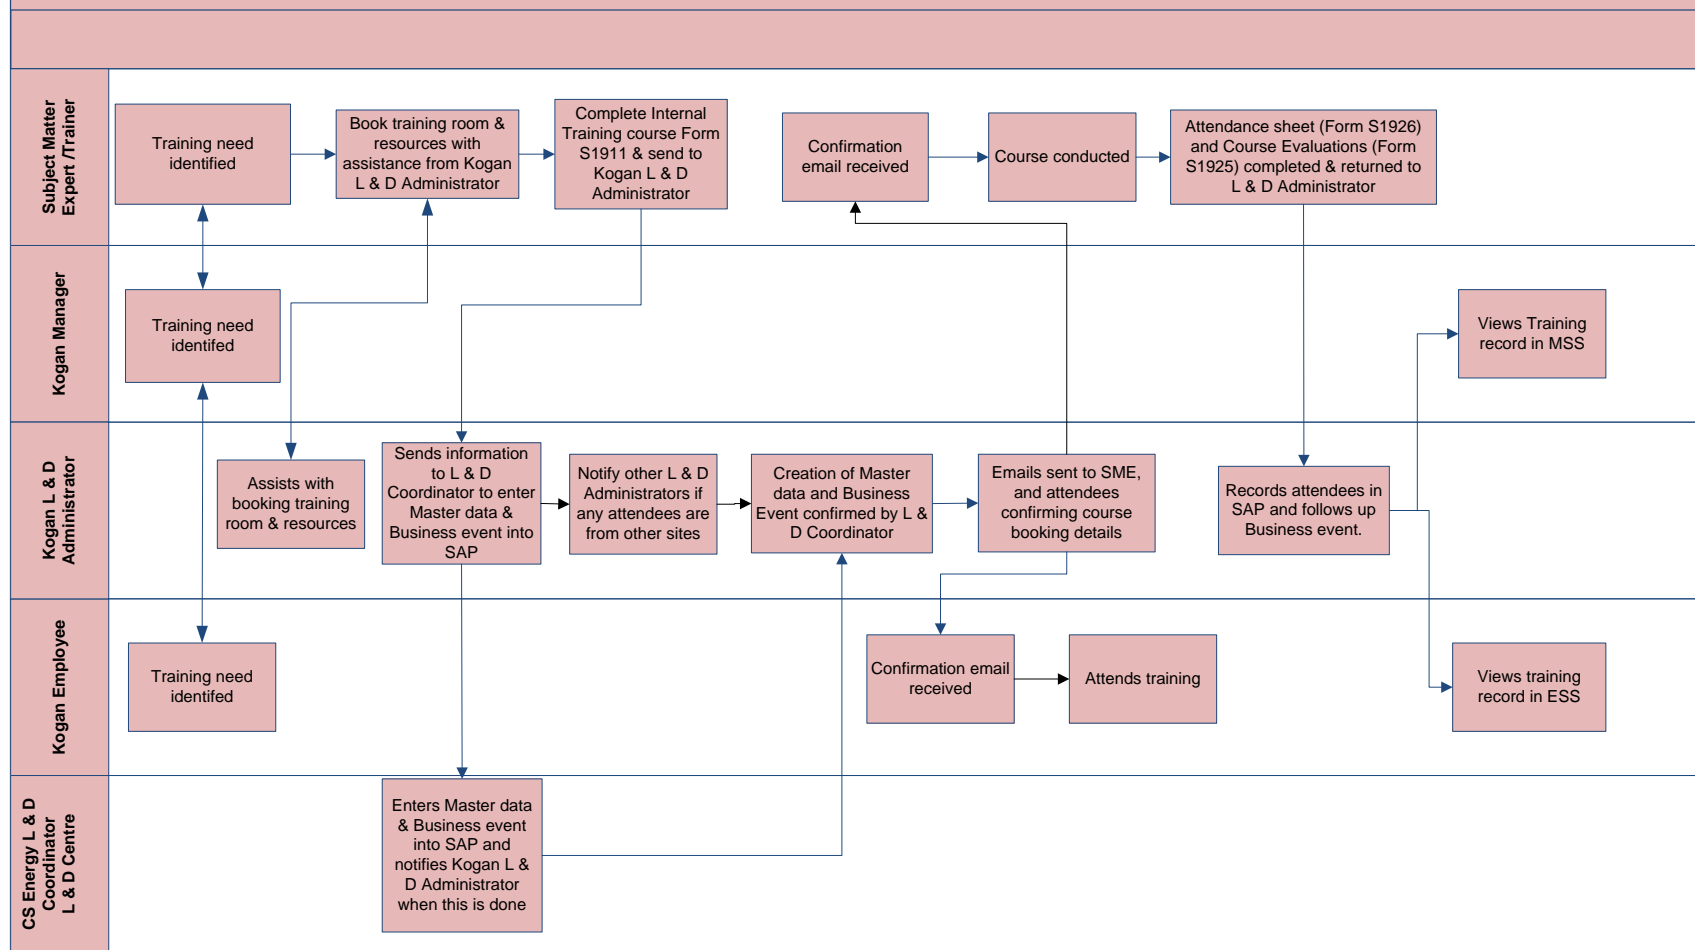 Subject Matter
Expert /Trainer
Training need
identified
Book training room &
resources with
assistance from Kogan
L & D Administrator
Complete Internal
Training course Form
S1911 & send to
Kogan L & D
Administrator
Confirmation
email received
Course conducted
Attendance sheet (Form S1926)
and Course Evaluations (Form
S1925) completed & returned to
L & D Administrator
Kogan Manager
Training need
identifed
Views Training
record in MSS
Kogan L & D
Administrator
Assists with
booking training
room & resources
Sends information
to L & D
Coordinator to enter
Master data &
Business event into
SAP
Notify other L & D
Administrators if
any attendees are
from other sites
Creation of Master
data and Business
Event confirmed by L &
D Coordinator
Emails sent to SME,
and attendees
confirming course
booking details
Records attendees in
SAP and follows up
Business event.
Kogan Employee
Training need
identifed
Confirmation email
received
Attends training
Views training
record in ESS
CS Energy L & D
Coordinator
L & D Centre
Enters Master data
& Business event
into SAP and
notifies Kogan L &
D Administrator
when this is done